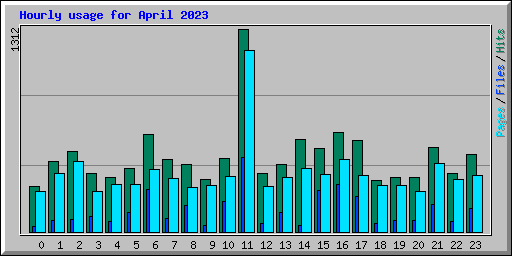 Hourly usage for April 2023
1312
Pages/Files/Hits
0 1 2 3 4 5 6 7 8 9 10 11 12 13 14 15 16 17 18 19 20 21 22 23